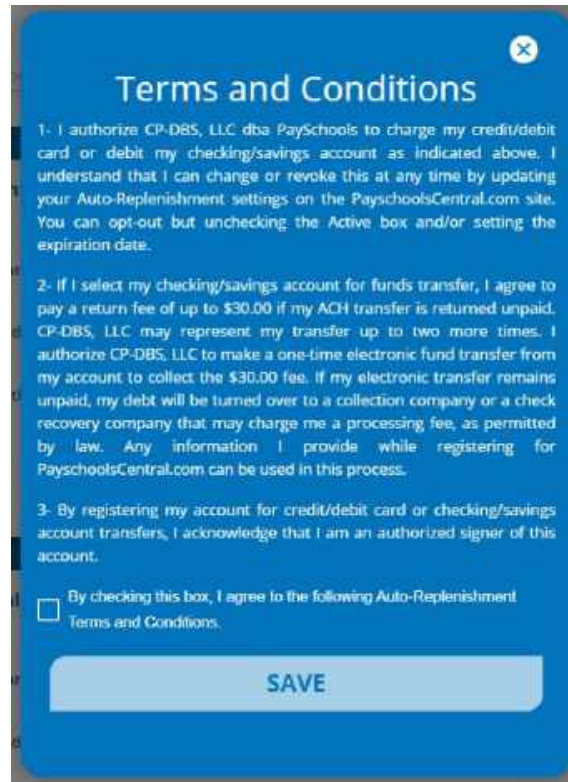 Terms and Conditions
1- I authorize CP-DBS, LLC dba PaySchools to charge my credit/debit
card or debit my checking/savings account as indicated above. I
understand that I can change or revoke this at any time by updating
your Auto-Replenishment settings on the PayschoolsCentral.com site.
You can opt-out but unchecking the Active box and/or setting the
expiration date.
2- If I select my checking/savings account for funds transfer, I agree to
pay a return fee of up to $30.00 if my ACH transfer is returned unpaid.
CP-DBS, LLC may represent my transfer up to two more times. I
authorize CP-DBS, LLC to make a one-time electronic fund transfer from
my account to collect the $30.00 fee. If my electronic transfer remains
unpaid, my debt will be turned over to a collection company or a check
recovery company that may charge me a processing fee, as permitted
by law. Any information I provide while registering for
PayschoolsCentral.com can be used in this process.
3- By registering my account for credit/debit card or checking/savings
account transfers, I acknowledge that I am an authorized signer of this
account.
By checking this box, I agree to the following Auto-Replenishment
Terms and Conditions.
SAVE